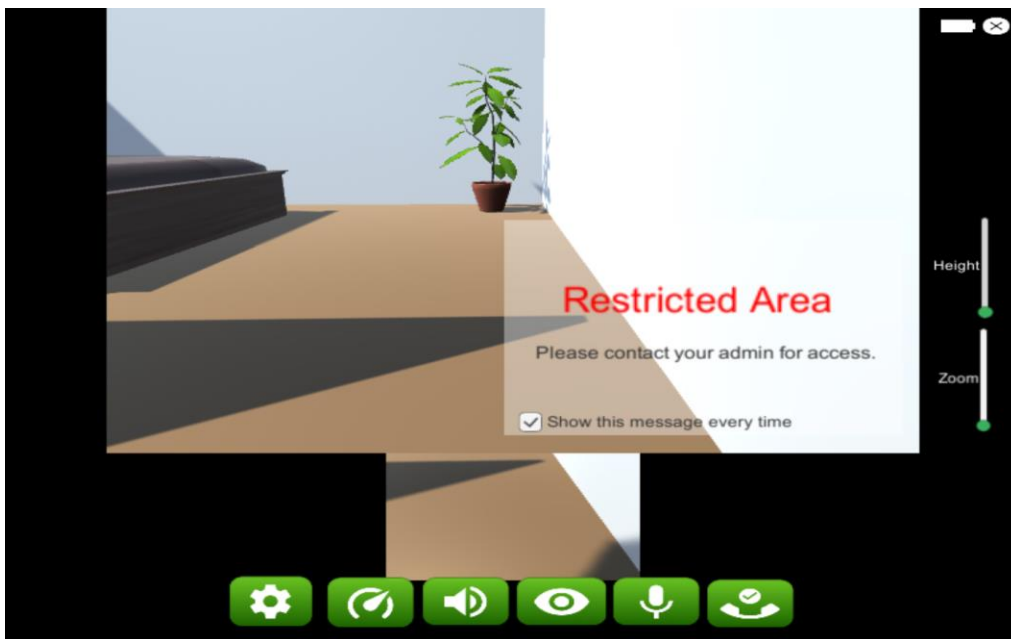 Restricted Area
Please contact your admin for access.
Show this message every time
Height
Zoom